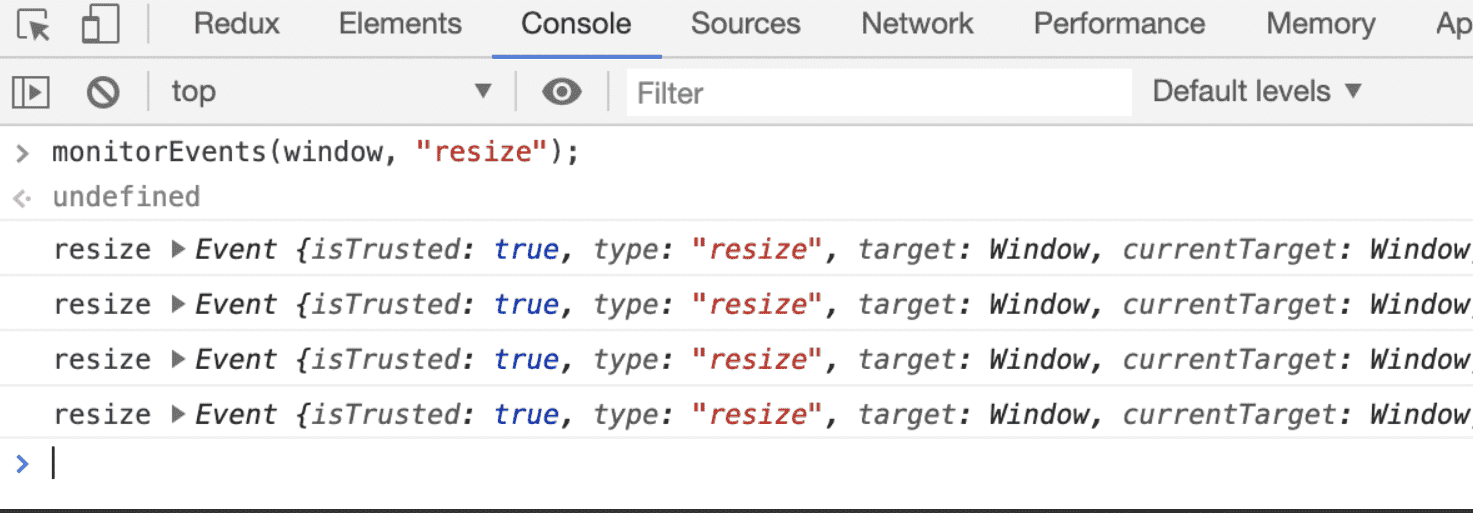 Redux Elements Console Sources Network Performance Memory Ap
top Filter Default levels
monitorEvents(window, "resize");
undefined
resize Event {isTrusted: true, type: "resize", target: Window, currentTarget: Window,
resize Event {isTrusted: true, type: "resize", target: Window, currentTarget: Window,
resize Event {isTrusted: true, type: "resize", target: Window, currentTarget: Window,
resize Event {isTrusted: true, type: "resize", target: Window, currentTarget: Window,